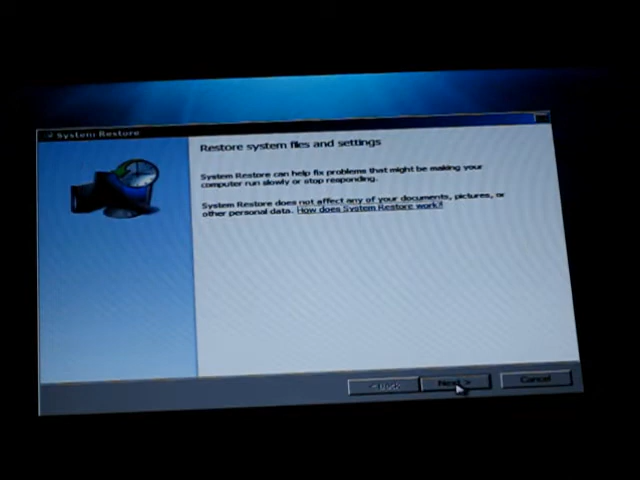 System Restore
Restore system files and settings
System Restore can help fix problems that might be making your
computer run slowly or stop responding.
System Restore does not affect any of your documents, pictures, or
other personal data. How does System Restore work?
< Back
Next >
Cancel